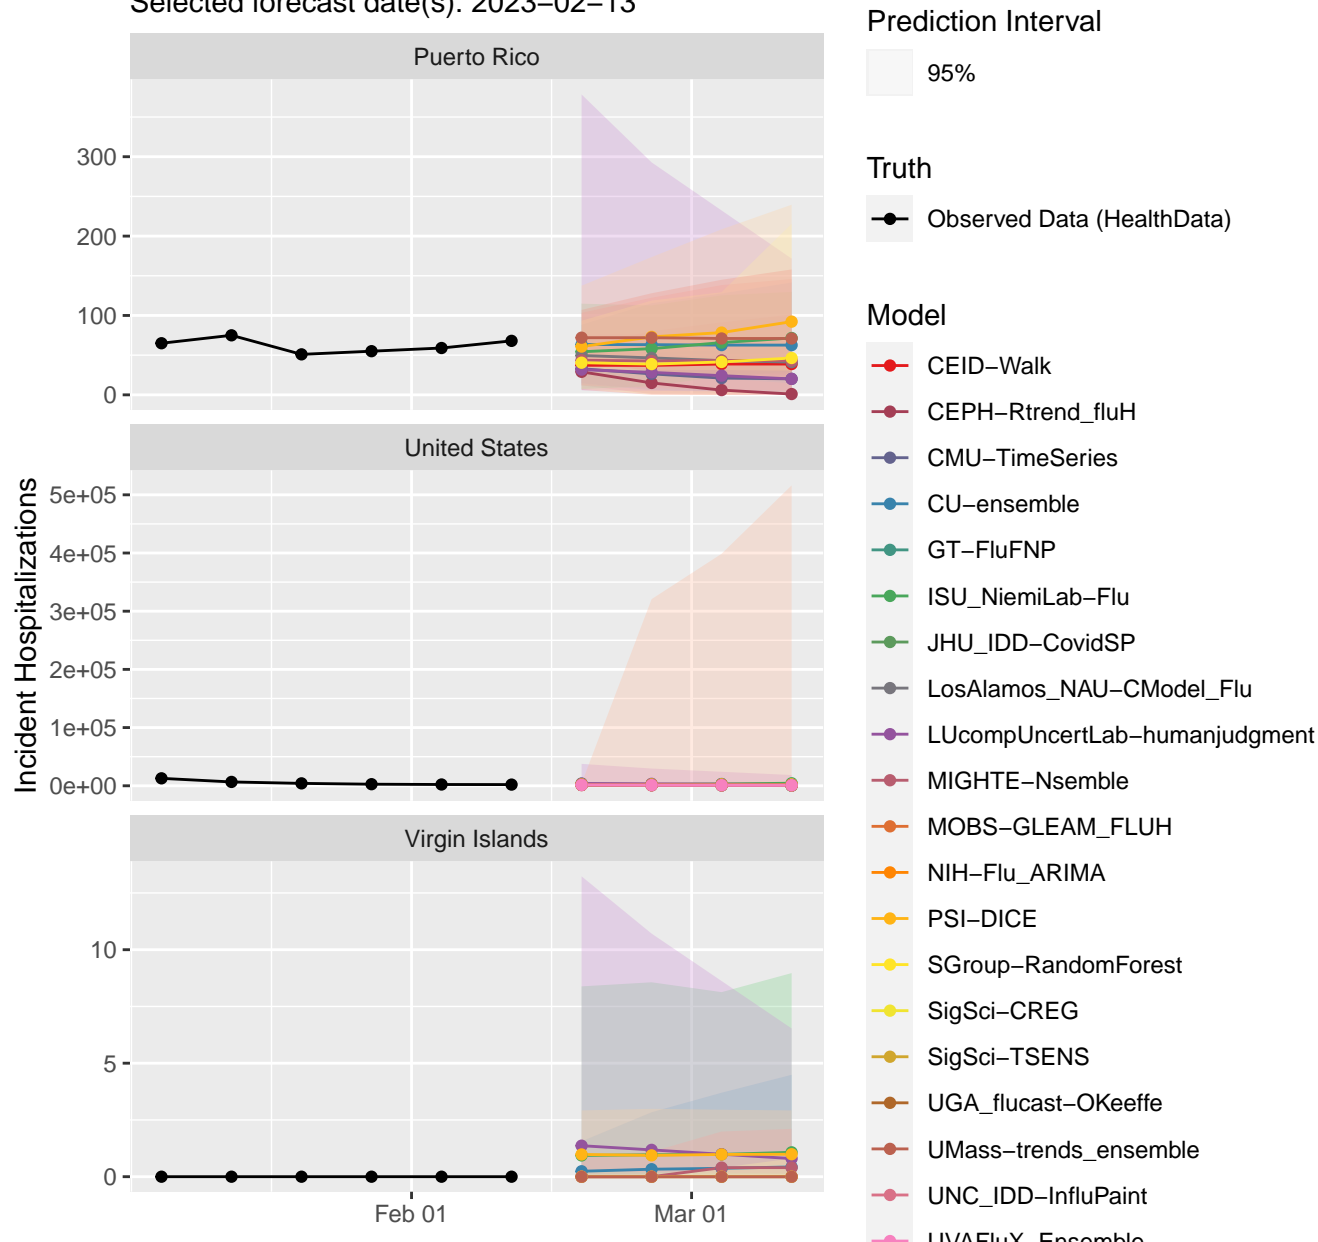 Selected forecast date(s): 2023−02−13
Puerto Rico
300
200
100
0
United States
5e+05
4e+05
3e+05
2e+05
1e+05
0e+00
Virgin Islands
10
5
0
Feb 01
Mar 01
Incident Hospitalizations
Prediction Interval
95%
Truth
Observed Data (HealthData)
Model
CEID−Walk
CEPH−Rtrend_fluH
CMU−TimeSeries
CU−ensemble
GT−FluFNP
ISU_NiemiLab−Flu
JHU_IDD−CovidSP
LosAlamos_NAU−CModel_Flu
LUcompUncertLab−humanjudgment
MIGHTE−Nsemble
MOBS−GLEAM_FLUH
NIH−Flu_ARIMA
PSI−DICE
SGroup−RandomForest
SigSci−CREG
SigSci−TSENS
UGA_flucast−OKeeffe
UMass−trends_ensemble
UNC_IDD−InfluPaint
UVAFluX_Ensemble